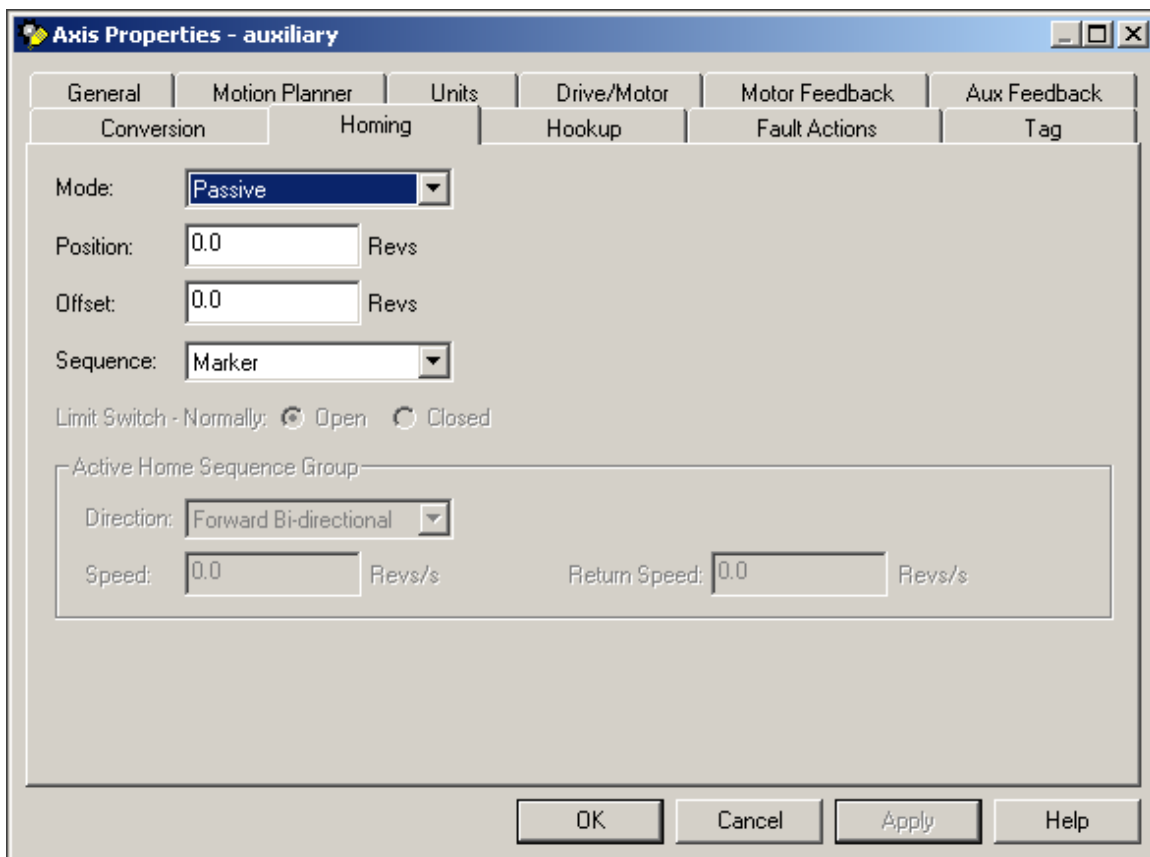 Axis Properties - auxiliary
General Motion Planner Units Drive/Motor Motor Feedback Aux Feedback
Conversion Homing Hookup Fault Actions Tag
Mode: Passive
Position: 0.0 Revs
Offset: 0.0 Revs
Sequence: Marker
Limit Switch - Normally: Open Closed
Active Home Sequence Group
Direction: Forward Bi-directional
Speed: 0.0 Revs/s Return Speed: 0.0 Revs/s
OK Cancel Apply Help